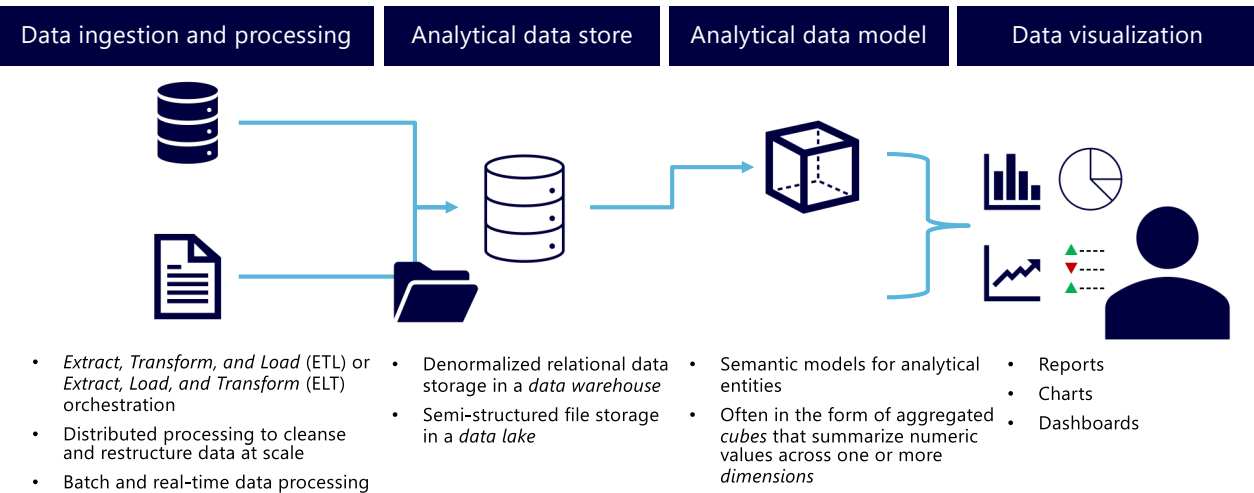 Data ingestion and processing
Analytical data store
Analytical data model
Data visualization
• Extract, Transform, and Load (ETL) or
Extract, Load, and Transform (ELT)
orchestration
• Distributed processing to cleanse
and restructure data at scale
• Batch and real-time data processing
• Denormalized relational data
storage in a data warehouse
• Semi-structured file storage
in a data lake
• Semantic models for analytical
entities
• Often in the form of aggregated
cubes that summarize numeric
values across one or more
dimensions
• Reports
• Charts
• Dashboards